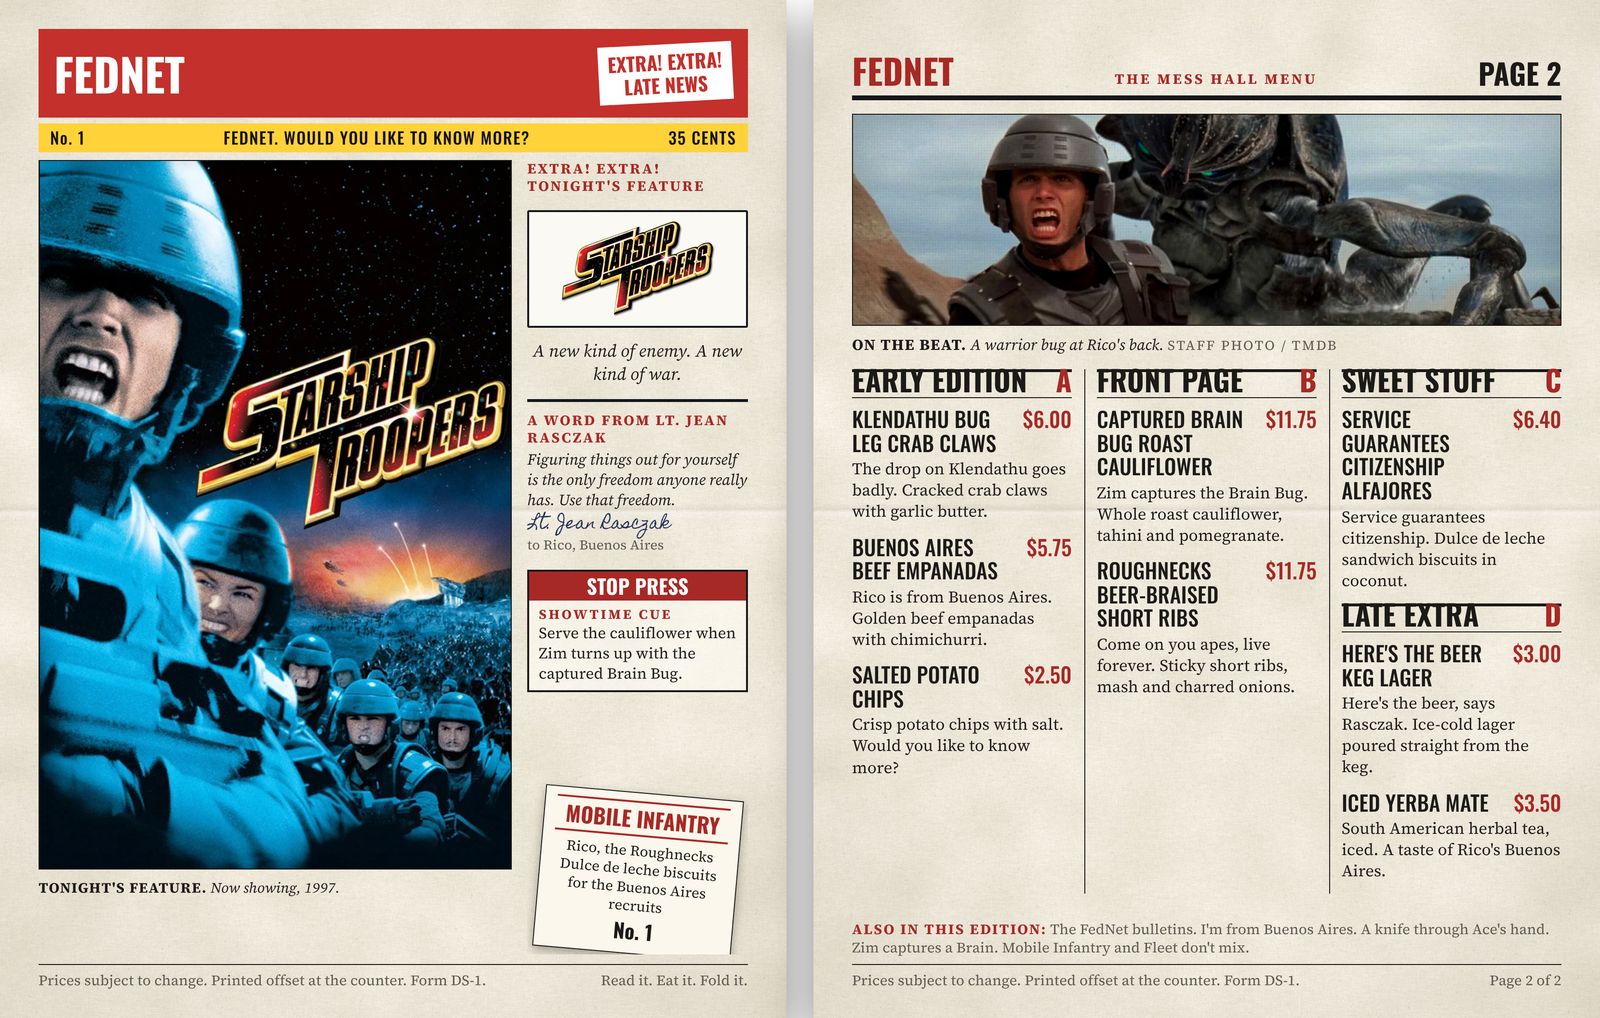 FEDNET
EXTRA! EXTRA!
LATE NEWS
No. 1
FEDNET. WOULD YOU LIKE TO KNOW MORE?
35 CENTS
STARSHIP
TROOPERS
TONIGHT'S FEATURE. Now showing, 1997.
EXTRA! EXTRA!
TONIGHT'S FEATURE
STARSHIP
TROOPERS
A new kind of enemy. A new
kind of war.
A WORD FROM LT. JEAN
RASCZAK
Figuring things out for yourself
is the only freedom anyone really
has. Use that freedom.
Lt. Jean Rasczak
to Rico, Buenos Aires
STOP PRESS
SHOWTIME CUE
Serve the cauliflower when
Zim turns up with the
captured Brain Bug.
MOBILE INFANTRY
Rico, the Roughnecks
Dulce de leche biscuits
for the Buenos Aires
recruits
No. 1
Prices subject to change. Printed offset at the counter. Form DS-1.
Read it. Eat it. Fold it.
FEDNET
THE MESS HALL MENU
PAGE 2
ON THE BEAT. A warrior bug at Rico's back. STAFF PHOTO / TMDB
EARLY EDITION A
KLENDATHU BUG $6.00
LEG CRAB CLAWS
The drop on Klendathu goes
badly. Cracked crab claws
with garlic butter.
BUENOS AIRES $5.75
BEEF EMPANADAS
Rico is from Buenos Aires.
Golden beef empanadas
with chimichurri.
SALTED POTATO $2.50
CHIPS
Crisp potato chips with salt.
Would you like to know
more?
FRONT PAGE B
CAPTURED BRAIN $11.75
BUG ROAST
CAULIFLOWER
Zim captures the Brain Bug.
Whole roast cauliflower,
tahini and pomegranate.
ROUGHNECKS $11.75
BEER-BRAISED
SHORT RIBS
Come on you apes, live
forever. Sticky short ribs,
mash and charred onions.
SWEET STUFF C
SERVICE $6.40
GUARANTEES
CITIZENSHIP
ALFAJORES
Service guarantees
citizenship. Dulce de leche
sandwich biscuits in
coconut.
LATE EXTRA D
HERE'S THE BEER $3.00
KEG LAGER
Here's the beer, says
Rasczak. Ice-cold lager
poured straight from the
keg.
ICED YERBA MATE $3.50
South American herbal tea,
iced. A taste of Rico's Buenos
Aires.
ALSO IN THIS EDITION: The FedNet bulletins. I'm from Buenos Aires. A knife through Ace's hand.
Zim captures a Brain. Mobile Infantry and Fleet don't mix.
Prices subject to change. Printed offset at the counter. Form DS-1.
Page 2 of 2